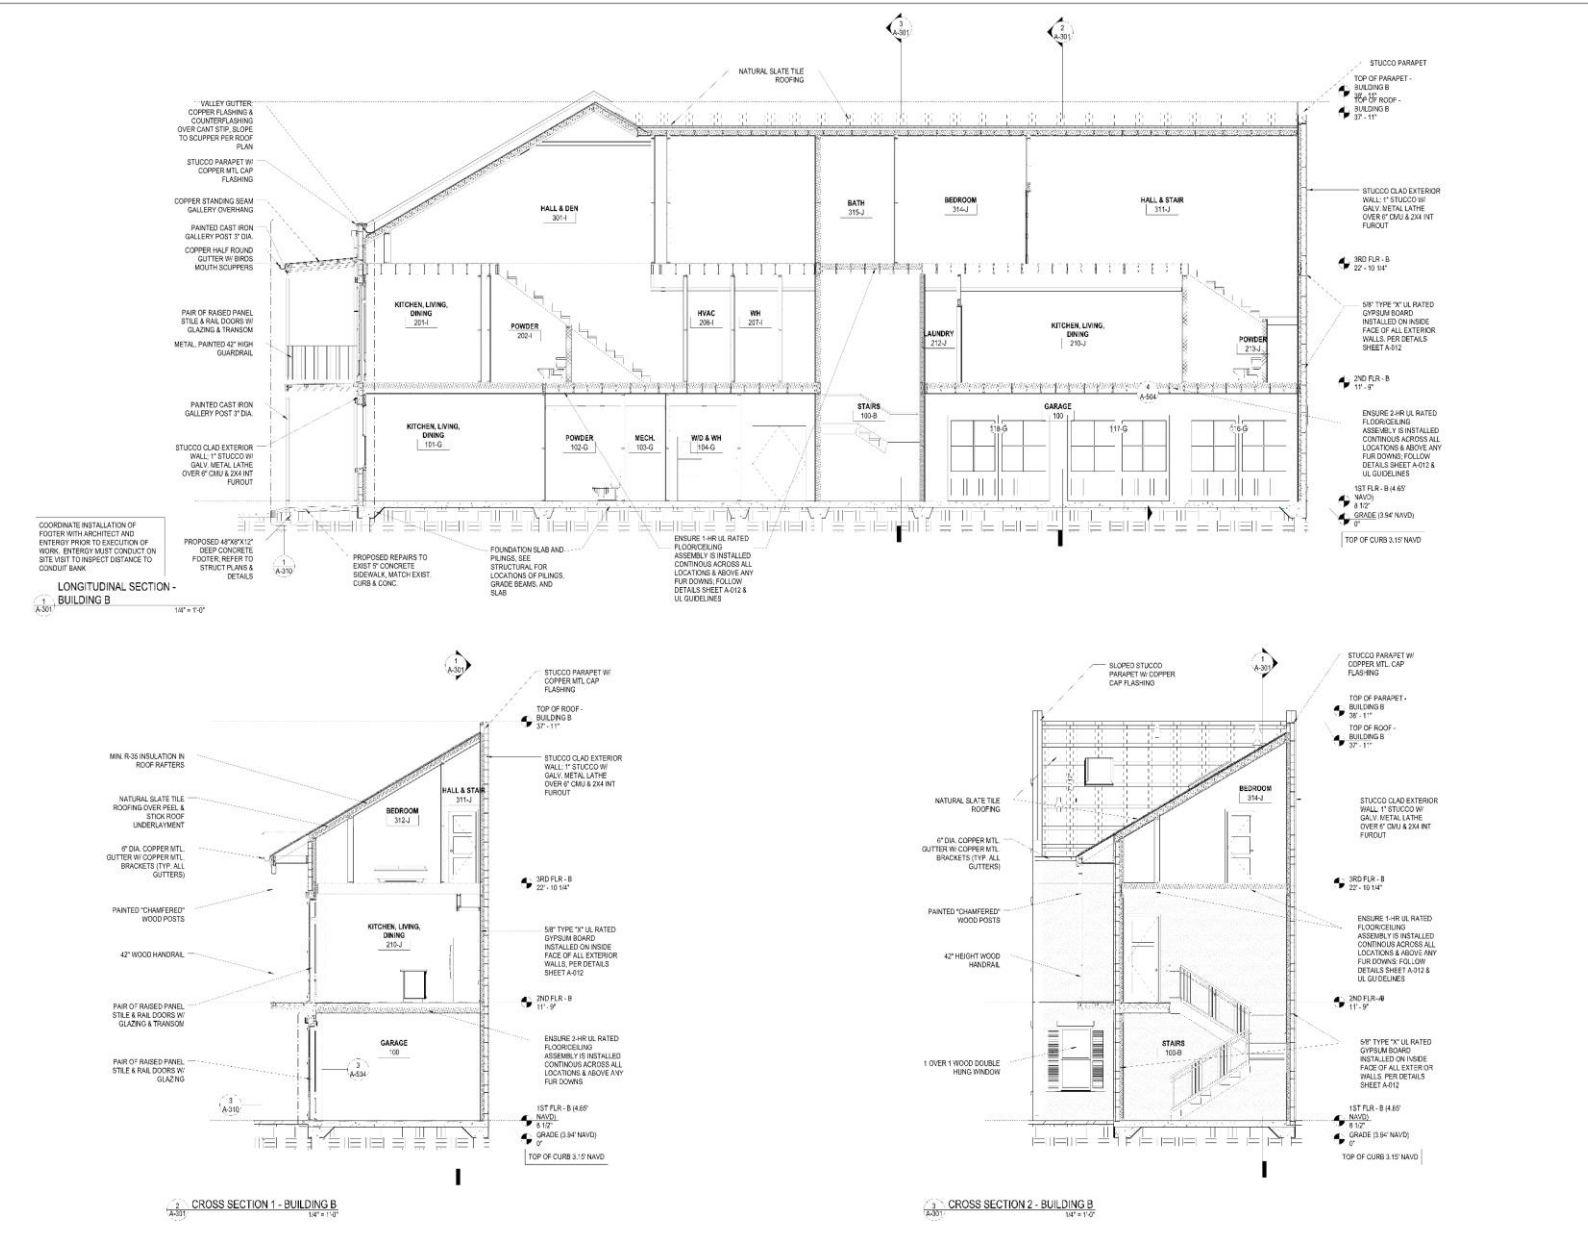 3
A-301
2
A-301
NATURAL SLATE TILE
ROOFING
STUCCO PARAPET
TOP OF PARAPET -
BUILDING B
38' - 11"
TOP OF ROOF -
BUILDING B
37' - 11"
VALLEY GUTTER;
COPPER FLASHING &
COUNTERFLASHING
OVER CANT STIP, SLOPE
TO SCUPPER PER ROOF
PLAN
STUCCO PARAPET W/
COPPER MTL CAP
FLASHING
COPPER STANDING SEAM
GALLERY OVERHANG
PAINTED CAST IRON
GALLERY POST 3" DIA.
COPPER HALF ROUND
GUTTER W/ BIRDS
MOUTH SCUPPERS
PAIR OF RAISED PANEL
STILE & RAIL DOORS W/
GLAZING & TRANSOM
METAL, PAINTED 42" HIGH
GUARDRAIL
PAINTED CAST IRON
GALLERY POST 3" DIA.
STUCCO CLAD EXTERIOR
WALL; 1" STUCCO W/
GALV. METAL LATHE
OVER 6" CMU & 2X4 INT
FUROUT
HALL & DEN
301-I
BATH
315-J
BEDROOM
314-J
HALL & STAIR
311-J
KITCHEN, LIVING,
DINING
201-I
POWDER
202-I
HVAC
206-I
WH
207-I
LAUNDRY
212-J
KITCHEN, LIVING,
DINING
210-J
POWDER
213-J
KITCHEN, LIVING,
DINING
101-G
POWDER
102-G
MECH.
103-G
W/D & WH
104-G
STAIRS
100-B
GARAGE
100
118-G
117-G
116-G
4
A-504
STUCCO CLAD EXTERIOR
WALL; 1" STUCCO W/
GALV. METAL LATHE
OVER 6" CMU & 2X4 INT
FUROUT
3RD FLR - B
22' - 10 1/4"
5/8" TYPE "X" UL RATED
GYPSUM BOARD
INSTALLED ON INSIDE
FACE OF ALL EXTERIOR
WALLS, PER DETAILS
SHEET A-012
2ND FLR - B
11' - 9"
ENSURE 2-HR UL RATED
FLOOR/CEILING
ASSEMBLY IS INSTALLED
CONTINOUS ACROSS ALL
LOCATIONS & ABOVE ANY
FUR DOWNS; FOLLOW
DETAILS SHEET A-012 &
UL GUIDELINES
1ST FLR - B (4.65'
NAVD)
8 1/2"
GRADE (3.94' NAVD)
0"
TOP OF CURB 3.15' NAVD
COORDINATE INSTALLATION OF
FOOTER WITH ARCHITECT AND
ENTERGY PRIOR TO EXECUTION OF
WORK. ENTERGY MUST CONDUCT ON
SITE VISIT TO INSPECT DISTANCE TO
CONDUIT BANK
PROPOSED 48"X8"X12"
DEEP CONCRETE
FOOTER; REFER TO
STRUCT PLANS &
DETAILS
1
A-310
PROPOSED REPAIRS TO
EXIST 5" CONCRETE
SIDEWALK, MATCH EXIST.
CURB & CONC.
FOUNDATION SLAB AND
PILINGS, SEE
STRUCTURAL FOR
LOCATIONS OF PILINGS,
GRADE BEAMS, AND
SLAB
ENSURE 1-HR UL RATED
FLOOR/CEILING
ASSEMBLY IS INSTALLED
CONTINOUS ACROSS ALL
LOCATIONS & ABOVE ANY
FUR DOWNS; FOLLOW
DETAILS SHEET A-012 &
UL GUIDELINES
1
A-301
LONGITUDINAL SECTION -
BUILDING B
1/4" = 1'-0"
1
A-301
STUCCO PARAPET W/
COPPER MTL CAP
FLASHING
TOP OF ROOF -
BUILDING B
37' - 11"
STUCCO CLAD EXTERIOR
WALL; 1" STUCCO W/
GALV. METAL LATHE
OVER 6" CMU & 2X4 INT
FUROUT
MIN. R-35 INSULATION IN
ROOF RAFTERS
NATURAL SLATE TILE
ROOFING OVER PEEL &
STICK ROOF
UNDERLAYMENT
6" DIA. COPPER MTL.
GUTTER W/ COPPER MTL.
BRACKETS (TYP. ALL
GUTTERS)
PAINTED "CHAMFERED"
WOOD POSTS
42" WOOD HANDRAIL
PAIR OF RAISED PANEL
STILE & RAIL DOORS W/
GLAZING & TRANSOM
PAIR OF RAISED PANEL
STILE & RAIL DOORS W/
GLAZING
3
A-310
BEDROOM
312-J
HALL & STAIR
311-J
KITCHEN, LIVING,
DINING
210-J
GARAGE
100
3
A-504
3RD FLR - B
22' - 10 1/4"
5/8" TYPE "X" UL RATED
GYPSUM BOARD
INSTALLED ON INSIDE
FACE OF ALL EXTERIOR
WALLS, PER DETAILS
SHEET A-012
2ND FLR - B
11' - 9"
ENSURE 2-HR UL RATED
FLOOR/CEILING
ASSEMBLY IS INSTALLED
CONTINOUS ACROSS ALL
LOCATIONS & ABOVE ANY
FUR DOWNS
1ST FLR - B (4.65'
NAVD)
8 1/2"
GRADE (3.94' NAVD)
0"
TOP OF CURB 3.15' NAVD
2
A-301
CROSS SECTION 1 - BUILDING B
1/4" = 1'-0"
1
A-301
SLOPED STUCCO
PARAPET W/ COPPER
CAP FLASHING
STUCCO PARAPET W/
COPPER MTL. CAP
FLASHING
TOP OF PARAPET -
BUILDING B
38' - 11"
TOP OF ROOF -
BUILDING B
37' - 11"
NATURAL SLATE TILE
ROOFING
6" DIA. COPPER MTL.
GUTTER W/ COPPER MTL.
BRACKETS (TYP. ALL
GUTTERS)
PAINTED "CHAMFERED"
WOOD POSTS
42" HEIGHT WOOD
HANDRAIL
1 OVER 1 WOOD DOUBLE
HUNG WINDOW
BEDROOM
314-J
STAIRS
100-B
STUCCO CLAD EXTERIOR
WALL; 1" STUCCO W/
GALV. METAL LATHE
OVER 6" CMU & 2X4 INT
FUROUT
3RD FLR - B
22' - 10 1/4"
ENSURE 1-HR UL RATED
FLOOR/CEILING
ASSEMBLY IS INSTALLED
CONTINOUS ACROSS ALL
LOCATIONS & ABOVE ANY
FUR DOWNS; FOLLOW
DETAILS SHEET A-012 &
UL GUIDELINES
2ND FLR - B
11' - 9"
5/8" TYPE "X" UL RATED
GYPSUM BOARD
INSTALLED ON INSIDE
FACE OF ALL EXTERIOR
WALLS, PER DETAILS
SHEET A-012
1ST FLR - B (4.65'
NAVD)
8 1/2"
GRADE (3.94' NAVD)
0"
TOP OF CURB 3.15' NAVD
3
A-301
CROSS SECTION 2 - BUILDING B
1/4" = 1'-0"